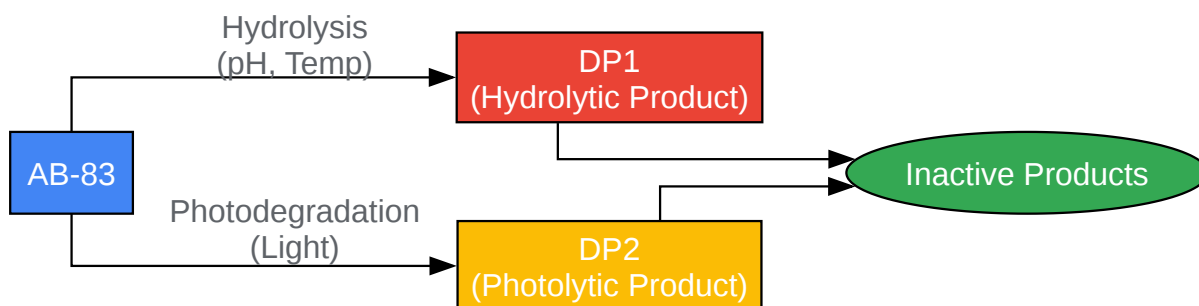 Hydrolysis
(pH, Temp)
DP1
(Hydrolytic Product)
AB-83
Inactive Products
Photodegradation
(Light)
DP2
(Photolytic Product)